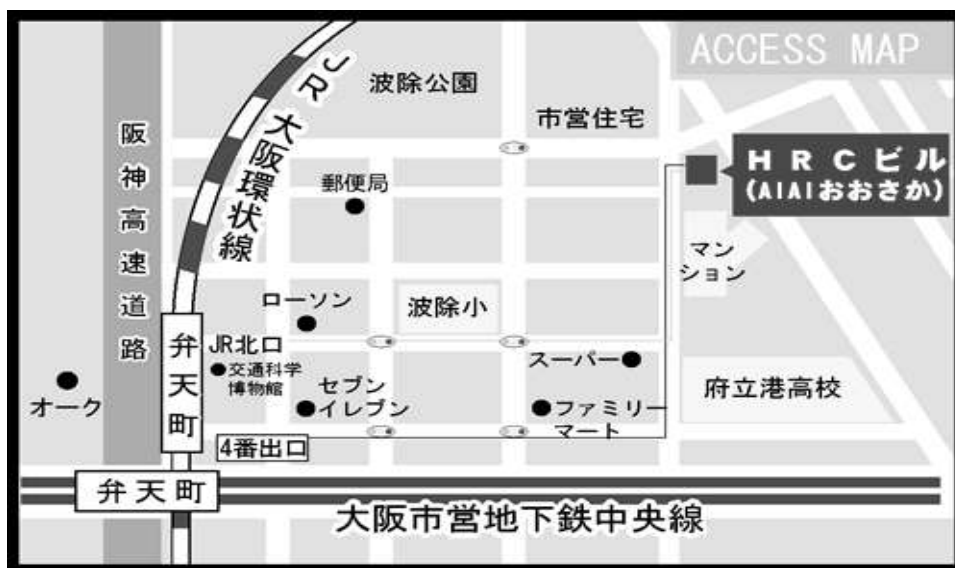 ACCESS MAP
JR 大阪環状線
波除公園
市営住宅
阪神高速道路
HRCビル
(AIAIおおさか)
郵便局
マン
ション
ローソン
波除小
弁天町
JR北口
交通科学
博物館
セブン
イレブン
スーパー
オーク
ファミリー
マート
府立港高校
4番出口
弁天町
大阪市営地下鉄中央線